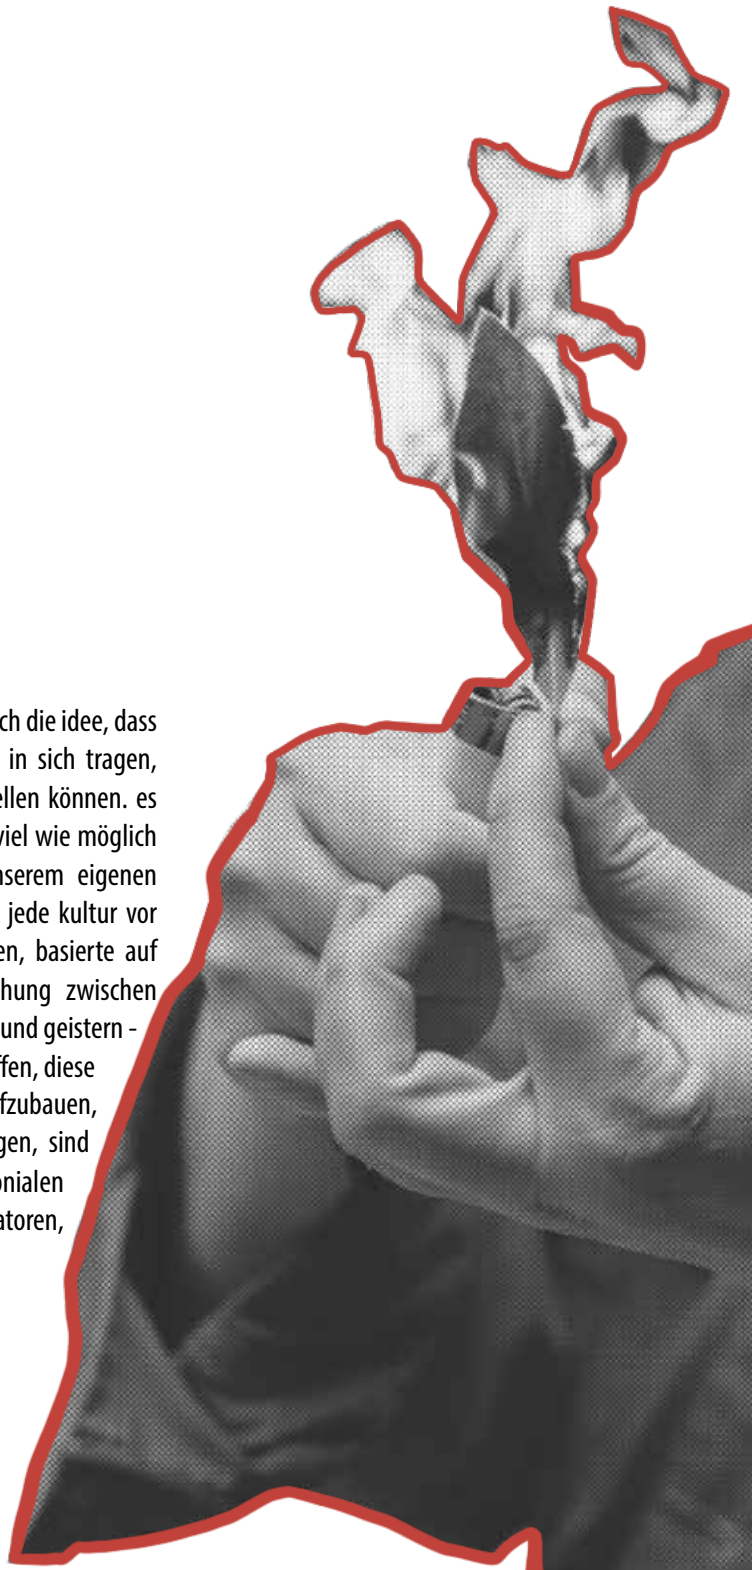 ch die idee, dass
in sich tragen,
ellen können. es
viel wie möglich
nserem eigenen
jede kultur vor
en, basierte auf
hung zwischen
und geistern -
ffen, diese
fzubauen,
gen, sind
onialen
atoren,